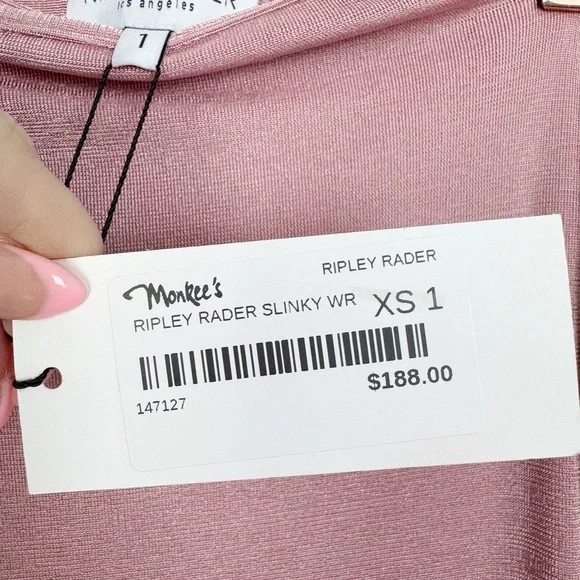 los angeles
1
RIPLEY RADER
Monkee's
RIPLEY RADER SLINKY WR XS 1
$188.00
147127